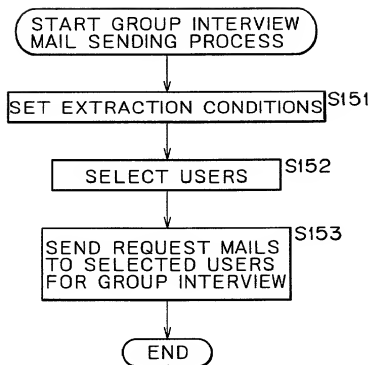 START GROUP INTERVIEW
MAIL SENDING PROCESS
SET EXTRACTION CONDITIONS
S151
SELECT USERS
S152
SEND REQUEST MAILS
TO SELECTED USERS
FOR GROUP INTERVIEW
S153
END